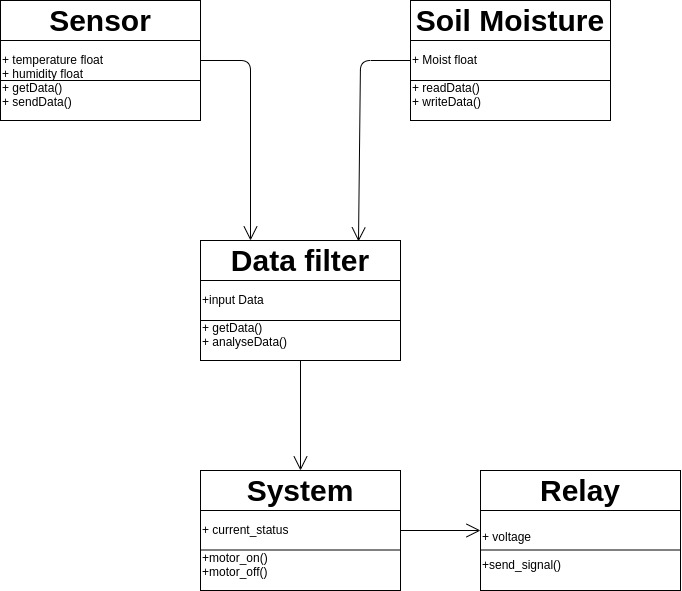 Sensor
+ temperature float
+ humidity float
+ getData()
+ sendData()
Soil Moisture
+ Moist float
+ readData()
+ writeData()
Data filter
+input Data
+ getData()
+ analyseData()
System
+ current_status
+motor_on()
+motor_off()
Relay
+ voltage
+send_signal()